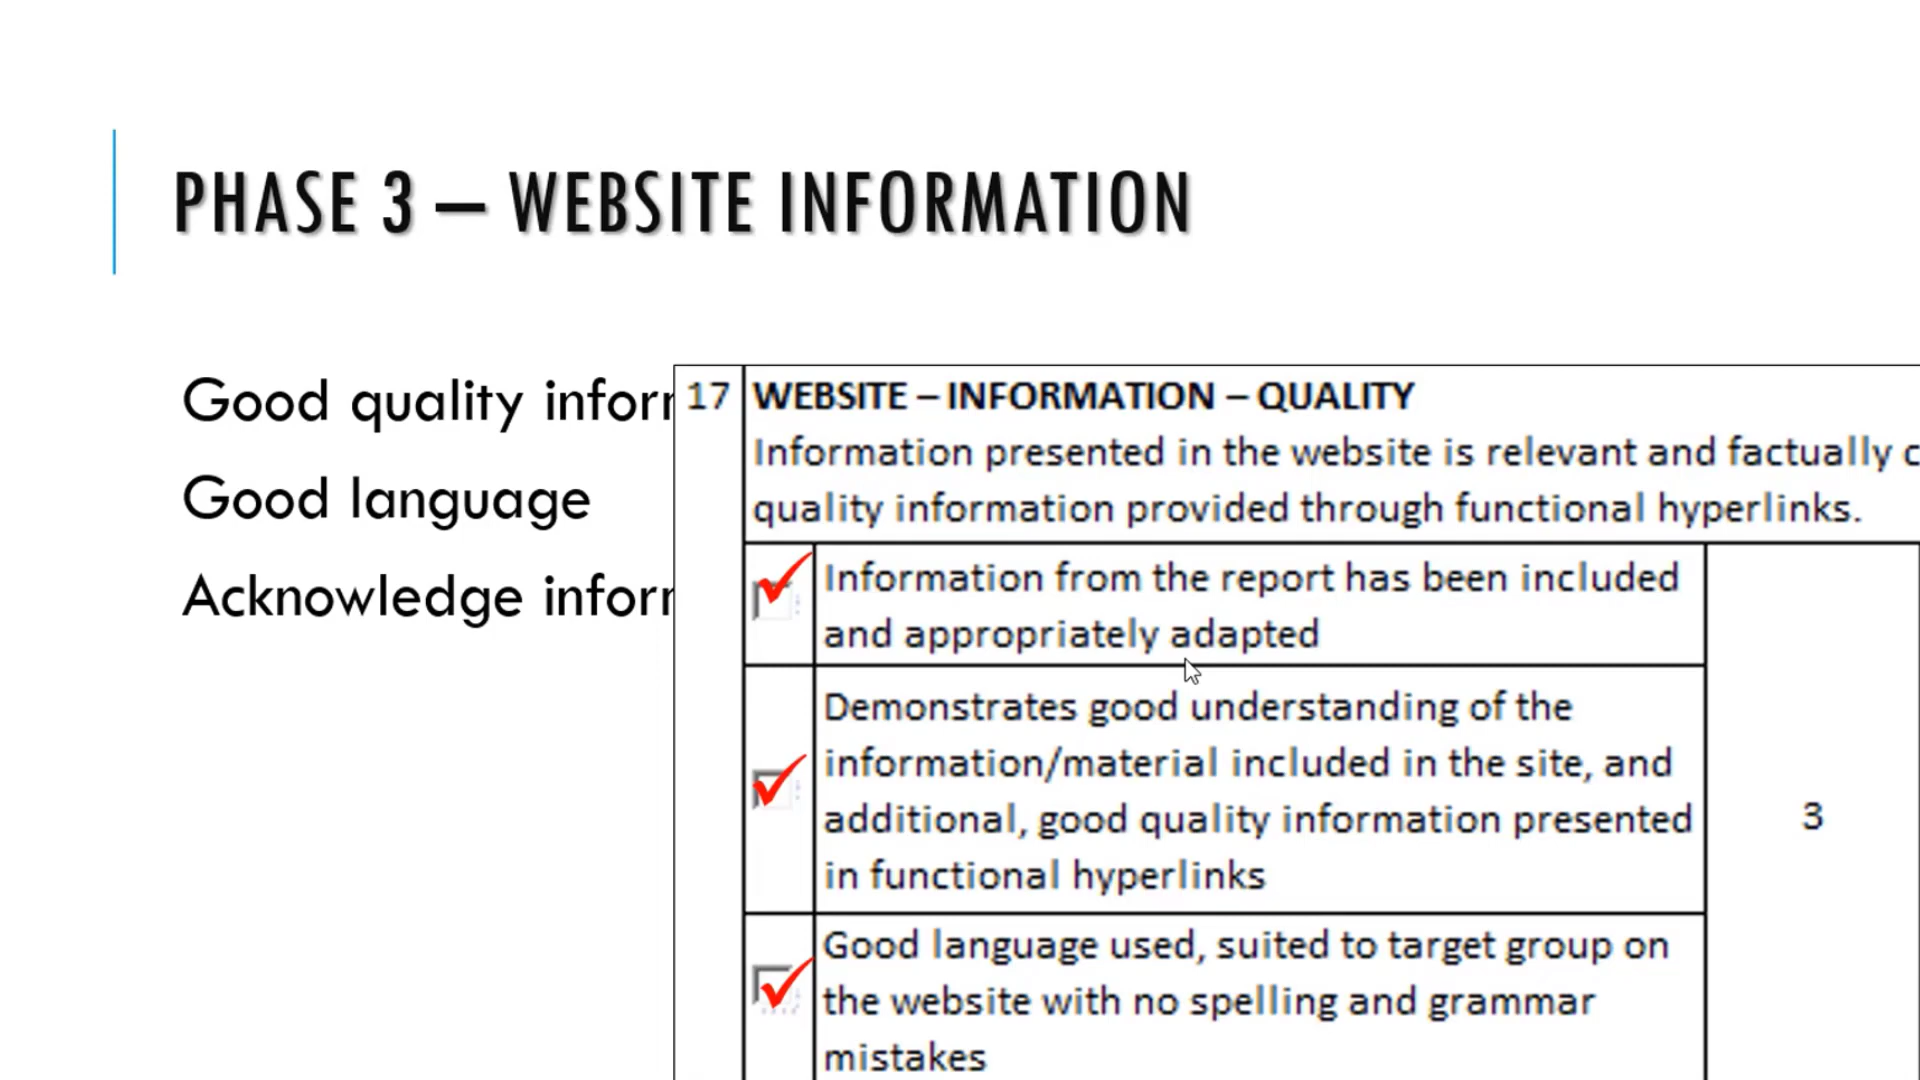 PHASE 3 – WEBSITE INFORMATION
Good quality
Good language
Acknowledge
17 WEBSITE – INFORMATION – QUALITY
Information presented in the website is relevant and factually
quality information provided through functional hyperlinks.
Information from the report has been included
and appropriately adapted
Demonstrates good understanding of the
information/material included in the site, and
additional, good quality information presented
in functional hyperlinks
3
Good language used, suited to target group on
the website with no spelling and grammar
mistakes